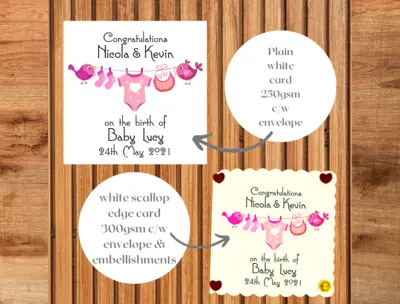 Congratulations
Nicola & Kevin
on the birth of
Baby Lucy
24th May 2021
Plain
white
card
250gsm
c/w
envelope
white scallop
edge card
300gsm c/w
envelope &
embellishments
Congratulations
Nicola & Kevin
on the birth of
Baby Lucy
24th May 2021